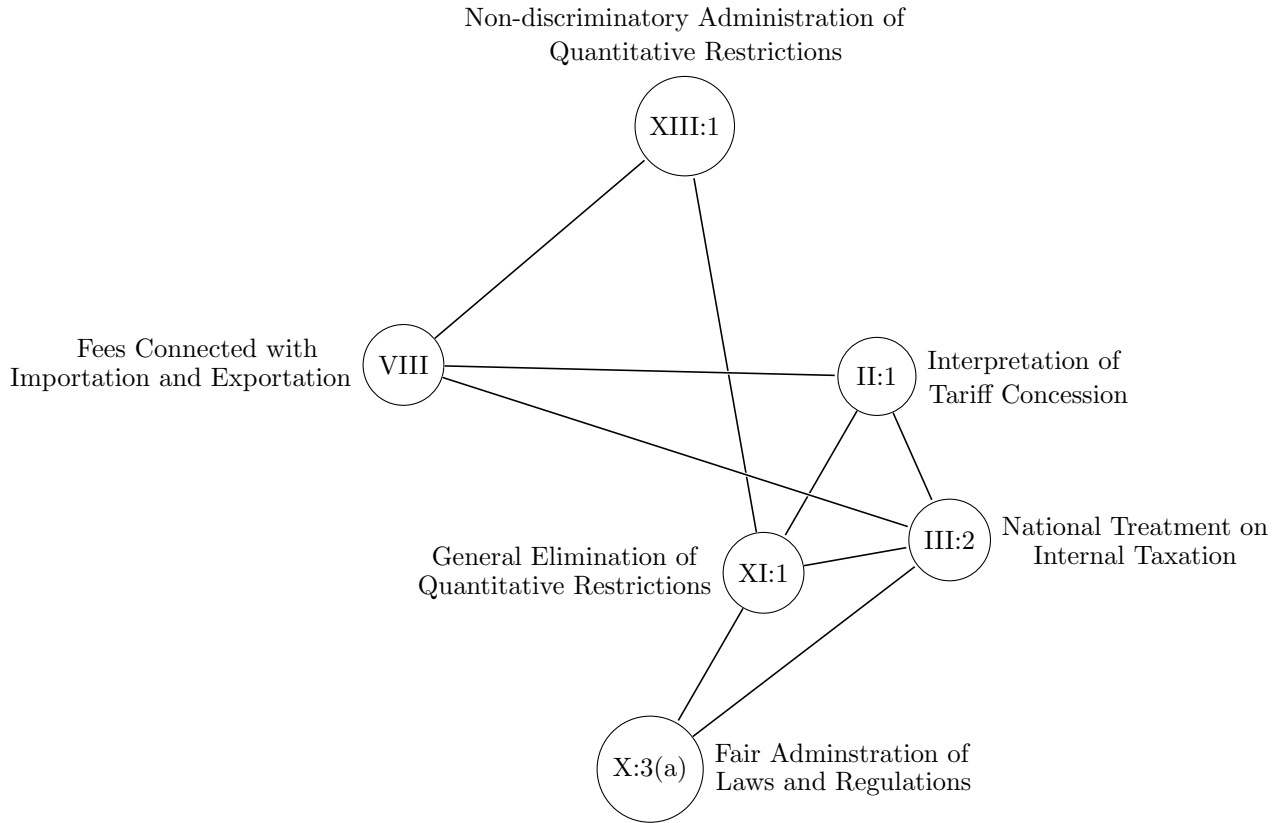 Non-discriminatory Administration of
Quantitative Restrictions
XIII:1
Fees Connected with
Importation and Exportation
VIII
II:1
Interpretation of
Tariff Concession
General Elimination of
Quantitative Restrictions
XI:1
III:2
National Treatment on
Internal Taxation
X:3(a)
Fair Adminstration of
Laws and Regulations